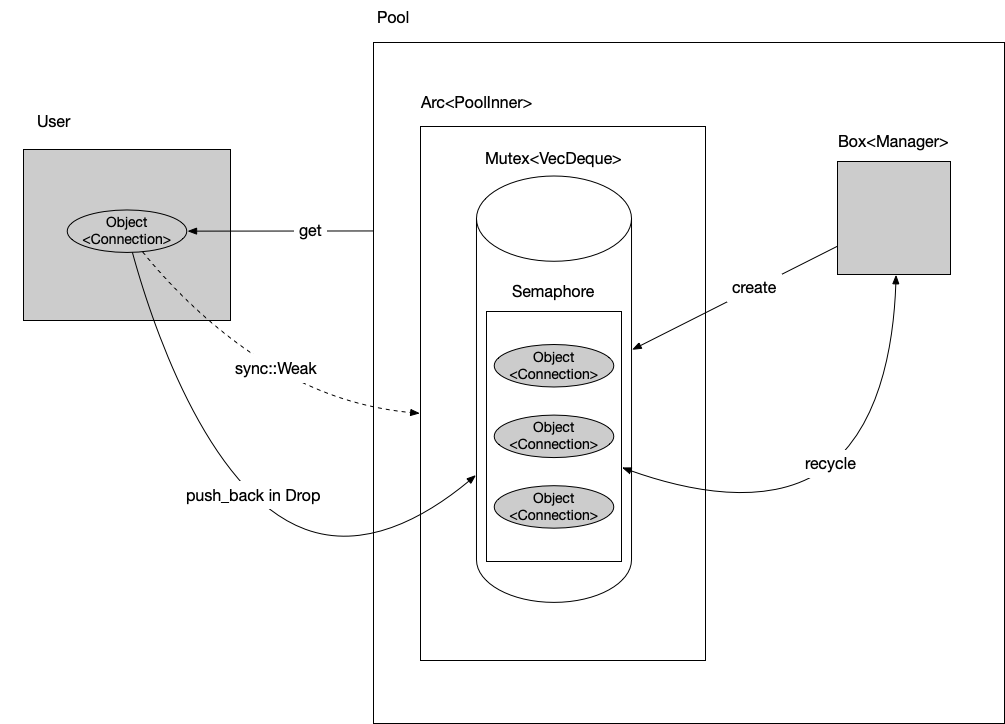 Pool
Arc<PoolInner>
User
Box<Manager>
Mutex<VecDeque>
Object
<Connection>
get
create
Semaphore
Object
<Connection>
sync::Weak
Object
<Connection>
recycle
push_back in Drop
Object
<Connection>